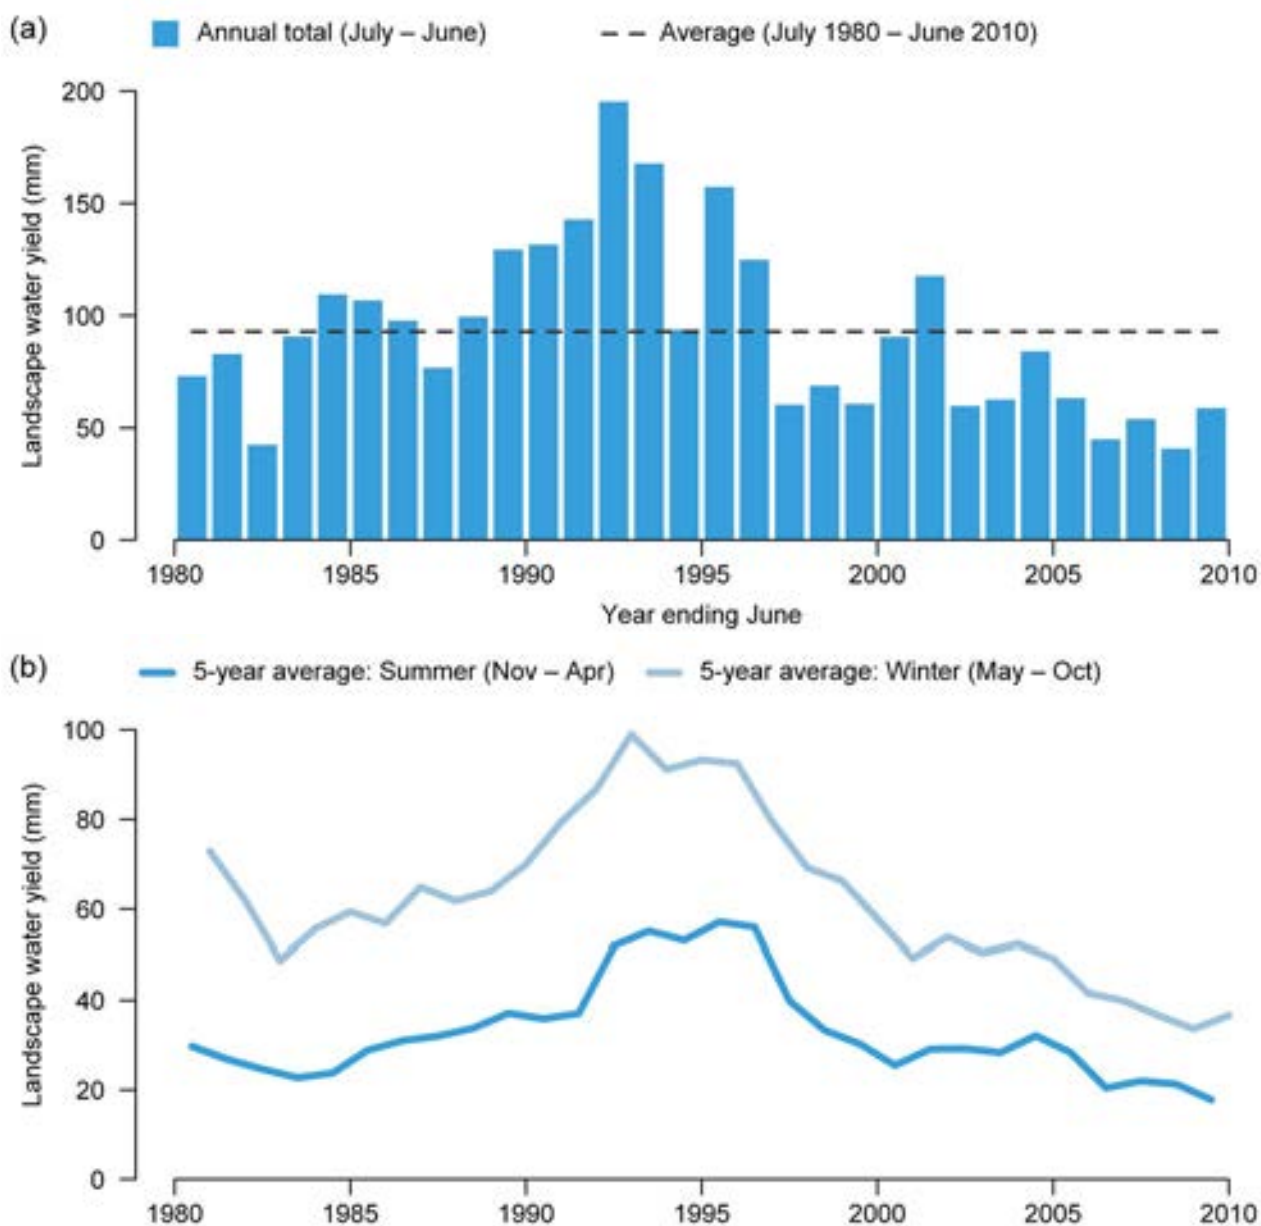 (a) Annual total (July – June) Average (July 1980 – June 2010)
Landscape water yield (mm)
200
150
100
50
0
1980 1985 1990 1995 2000 2005 2010
Year ending June
(b) 5-year average: Summer (Nov – Apr) 5-year average: Winter (May – Oct)
Landscape water yield (mm)
100
80
60
40
20
0
1980 1985 1990 1995 2000 2005 2010